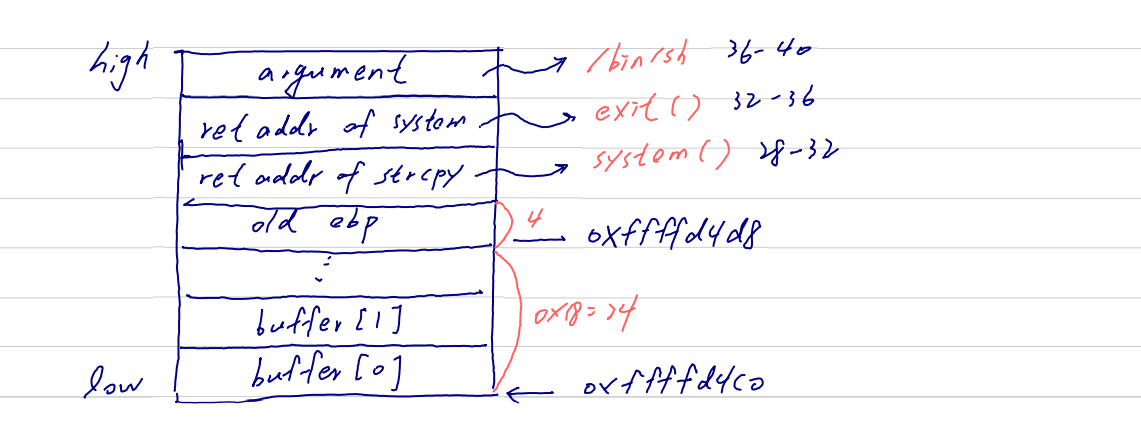 high argument /bin/sh 36-40
ret addr of system exit() 32-36
ret addr of strcpy system() 28-32
old ebp 4 0xffffd4d8
⋮
buffer[1] 0x18=24
low buffer[0] 0xffffd4c0